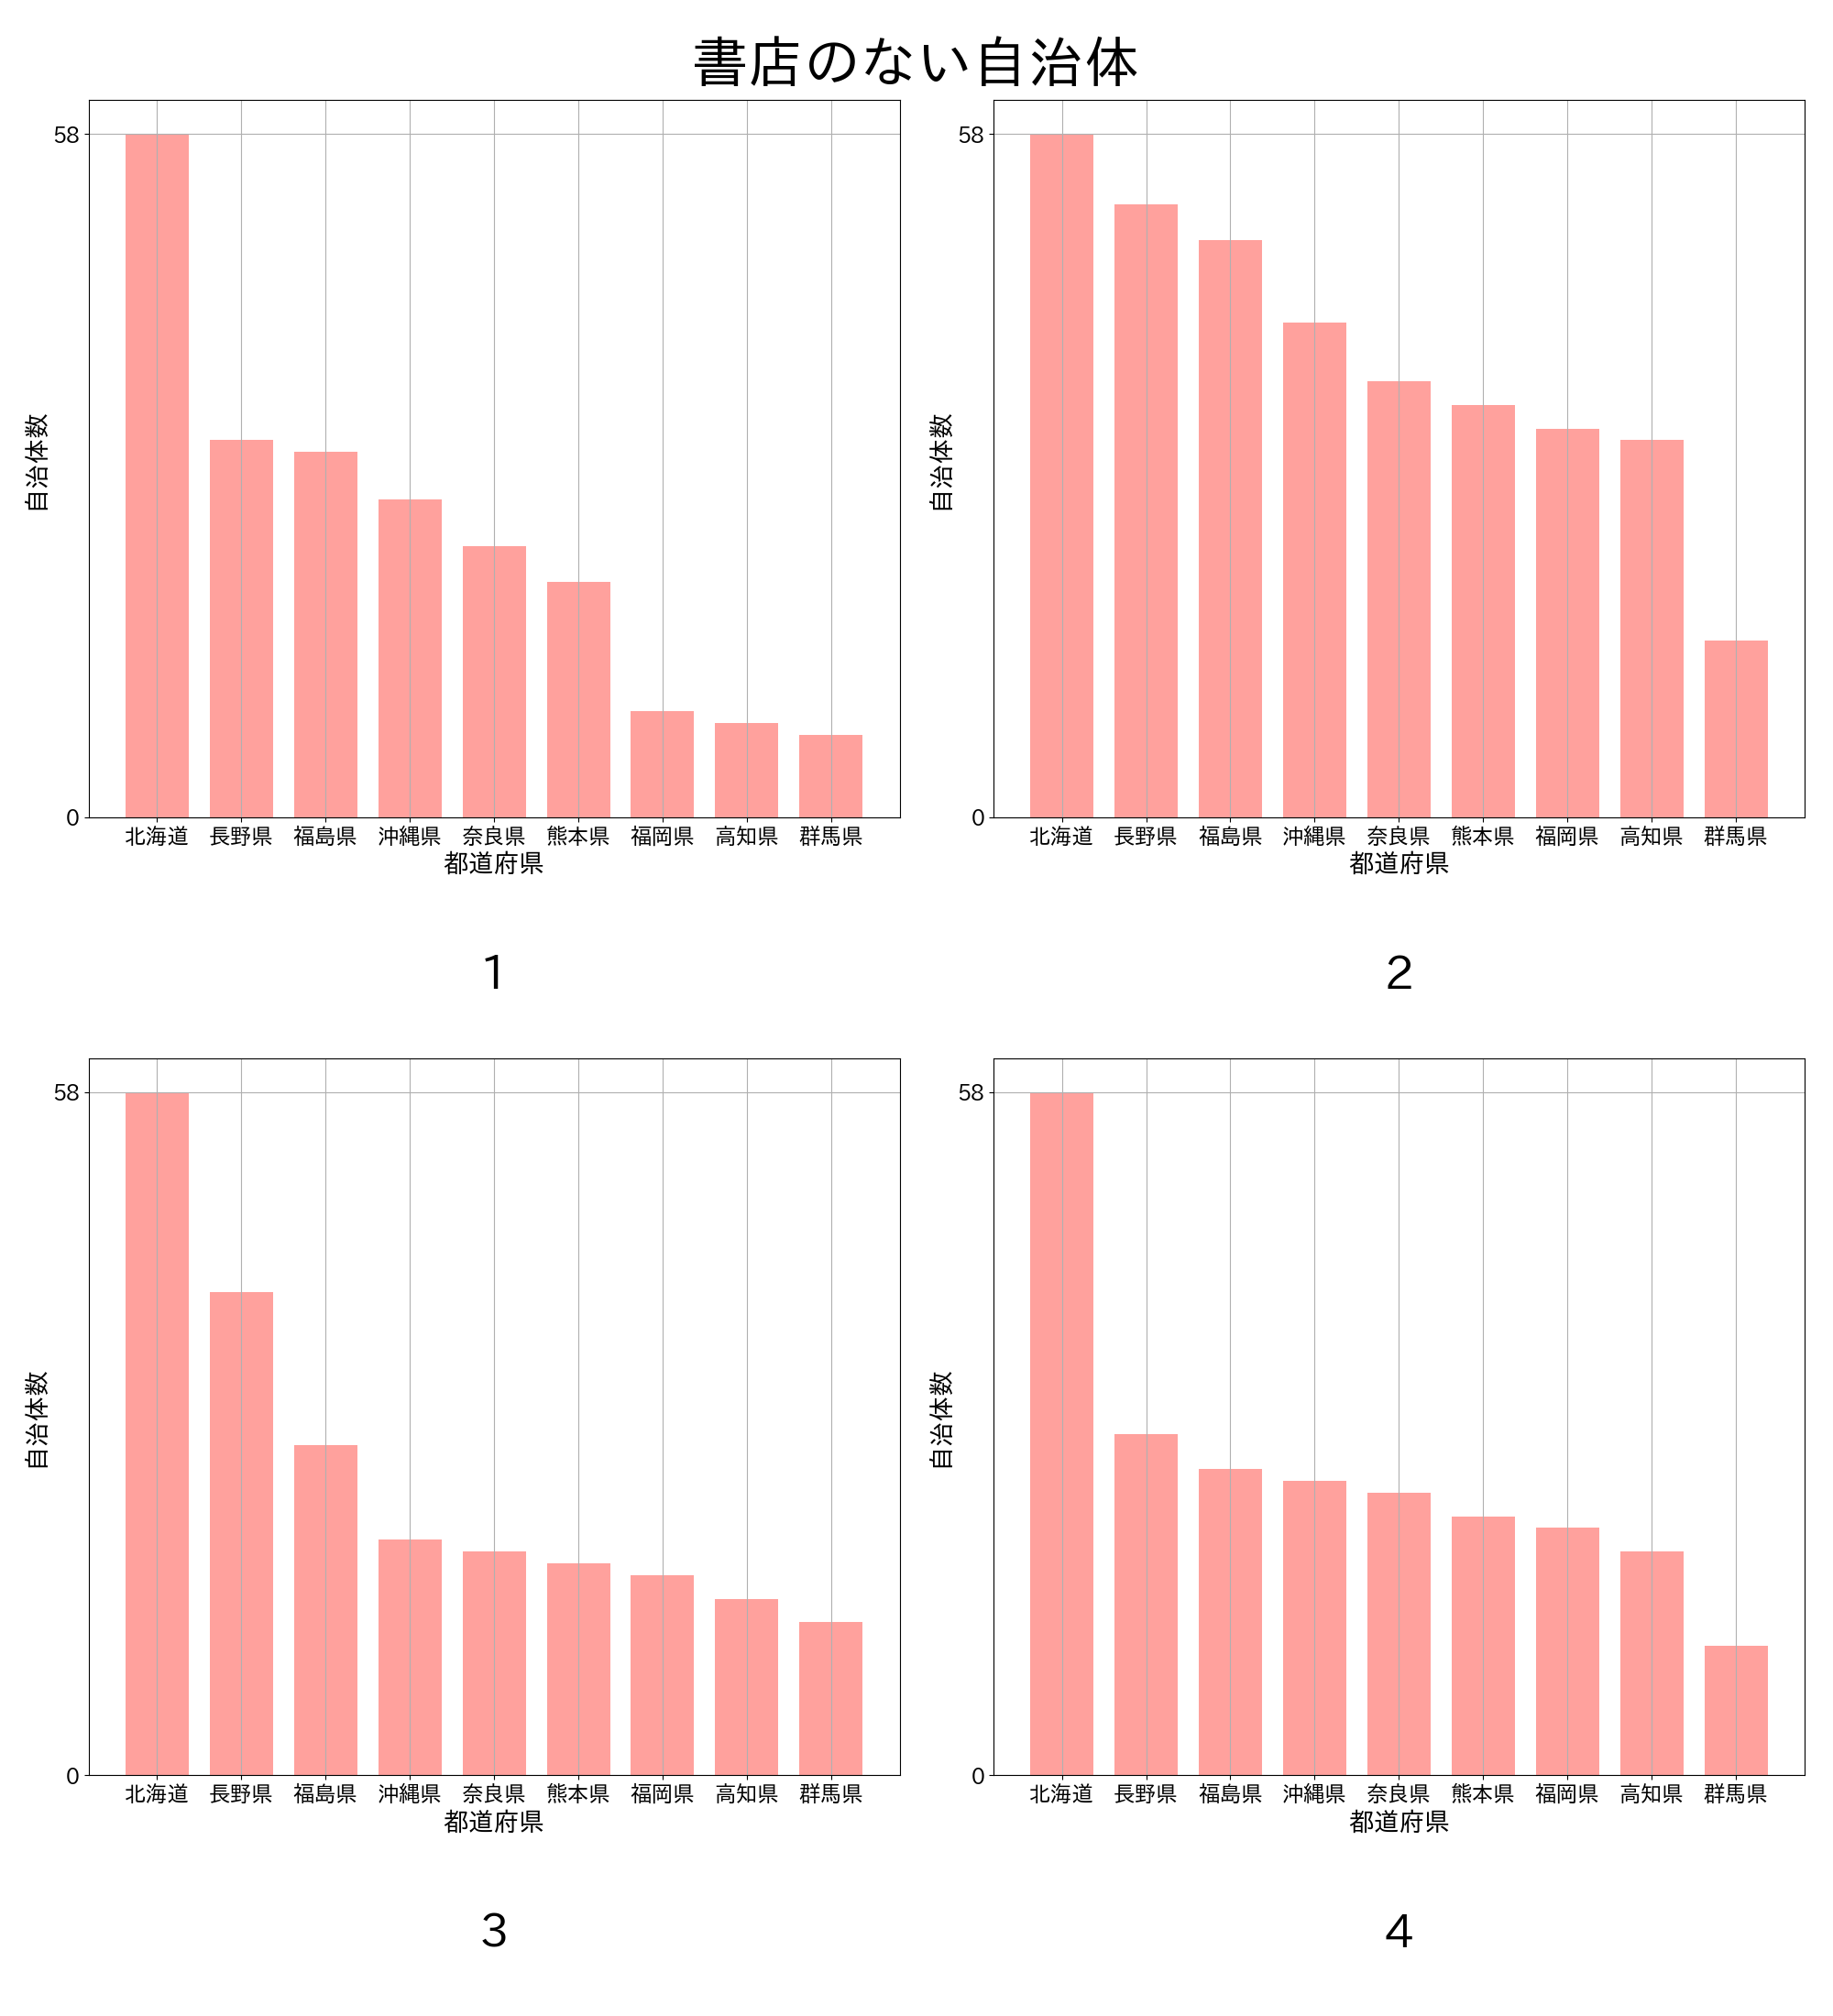 書店のない自治体
58
0
自治体数
北海道 長野県 福島県 沖縄県 奈良県 熊本県 福岡県 高知県 群馬県
都道府県
1
58
0
自治体数
北海道 長野県 福島県 沖縄県 奈良県 熊本県 福岡県 高知県 群馬県
都道府県
2
58
0
自治体数
北海道 長野県 福島県 沖縄県 奈良県 熊本県 福岡県 高知県 群馬県
都道府県
3
58
0
自治体数
北海道 長野県 福島県 沖縄県 奈良県 熊本県 福岡県 高知県 群馬県
都道府県
4